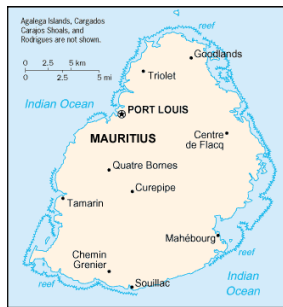 Agalega Islands, Cargados
Carajos Shoals, and
Rodrigues are not shown.
0 2.5 5 km
0 2.5 5 mi
reef
Goodlands
Triolet
Indian Ocean
PORT LOUIS
MAURITIUS
Centre
de Flacq
Quatre Bornes
Curepipe
Tamarin
Mahébourg
reef
Chemin
Grenier
Indian
Ocean
reef
Souillac